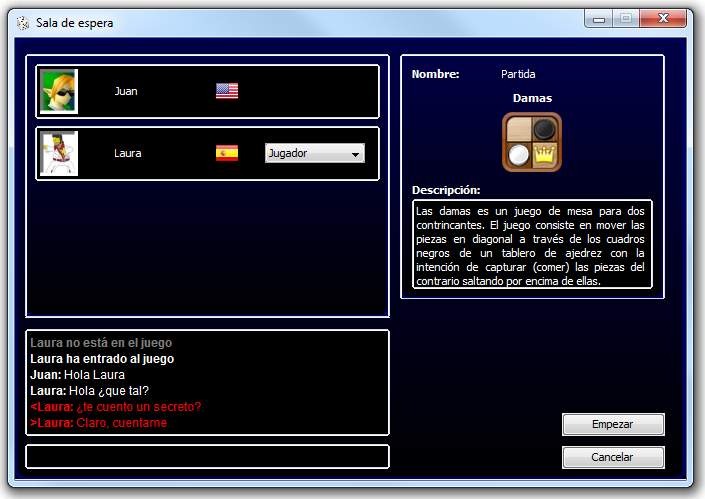 Sala de espera
Juan
Laura
Jugador
Nombre:
Partida
Damas
Descripción:
Las damas es un juego de mesa para dos
contrincantes. El juego consiste en mover las
piezas en diagonal a través de los cuadros
negros de un tablero de ajedrez con la
intención de capturar (comer) las piezas del
contrario saltando por encima de ellas.
Laura no está en el juego
Laura ha entrado al juego
Juan: Hola Laura
Laura: Hola ¿que tal?
<Laura: ¿te cuento un secreto?
>Laura: Claro, cuentame
Empezar
Cancelar